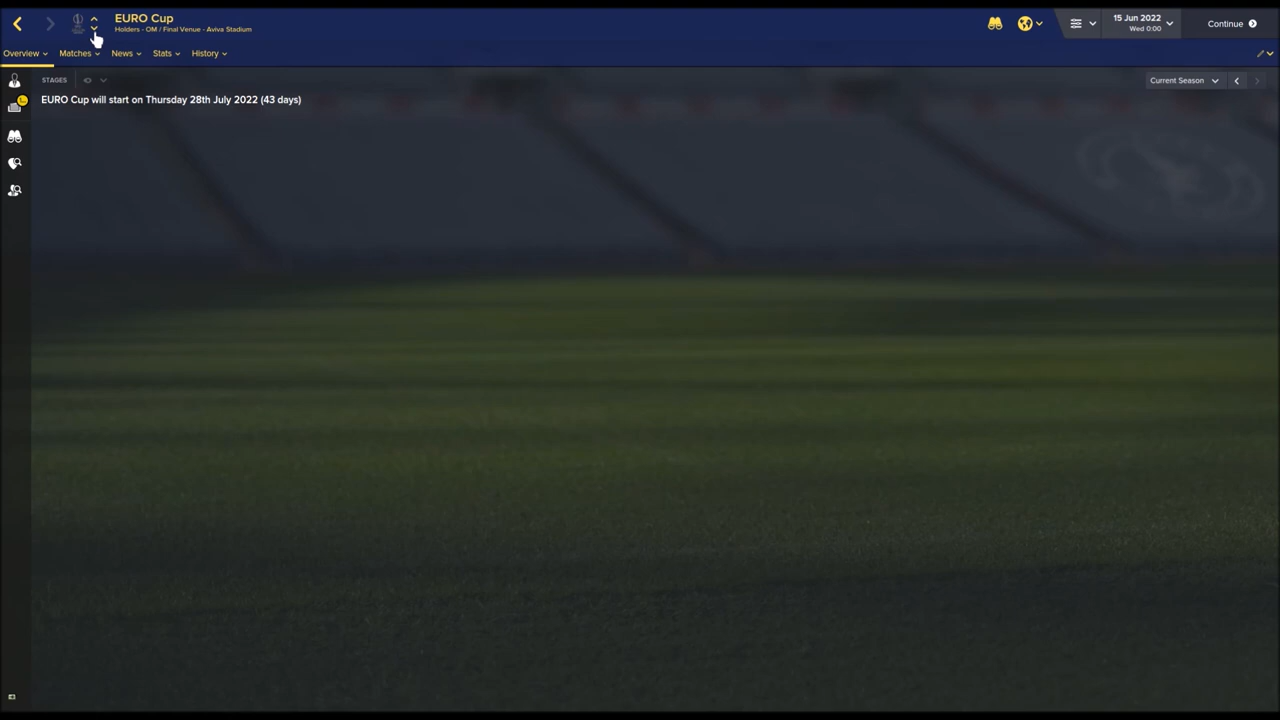 EURO Cup
Holders - OM / Final Venue - Aviva Stadium
15 Jun 2022
Wed 0:00
Continue
Overview
Matches
News
Stats
History
STAGES
Current Season
EURO Cup will start on Thursday 28th July 2022 (43 days)